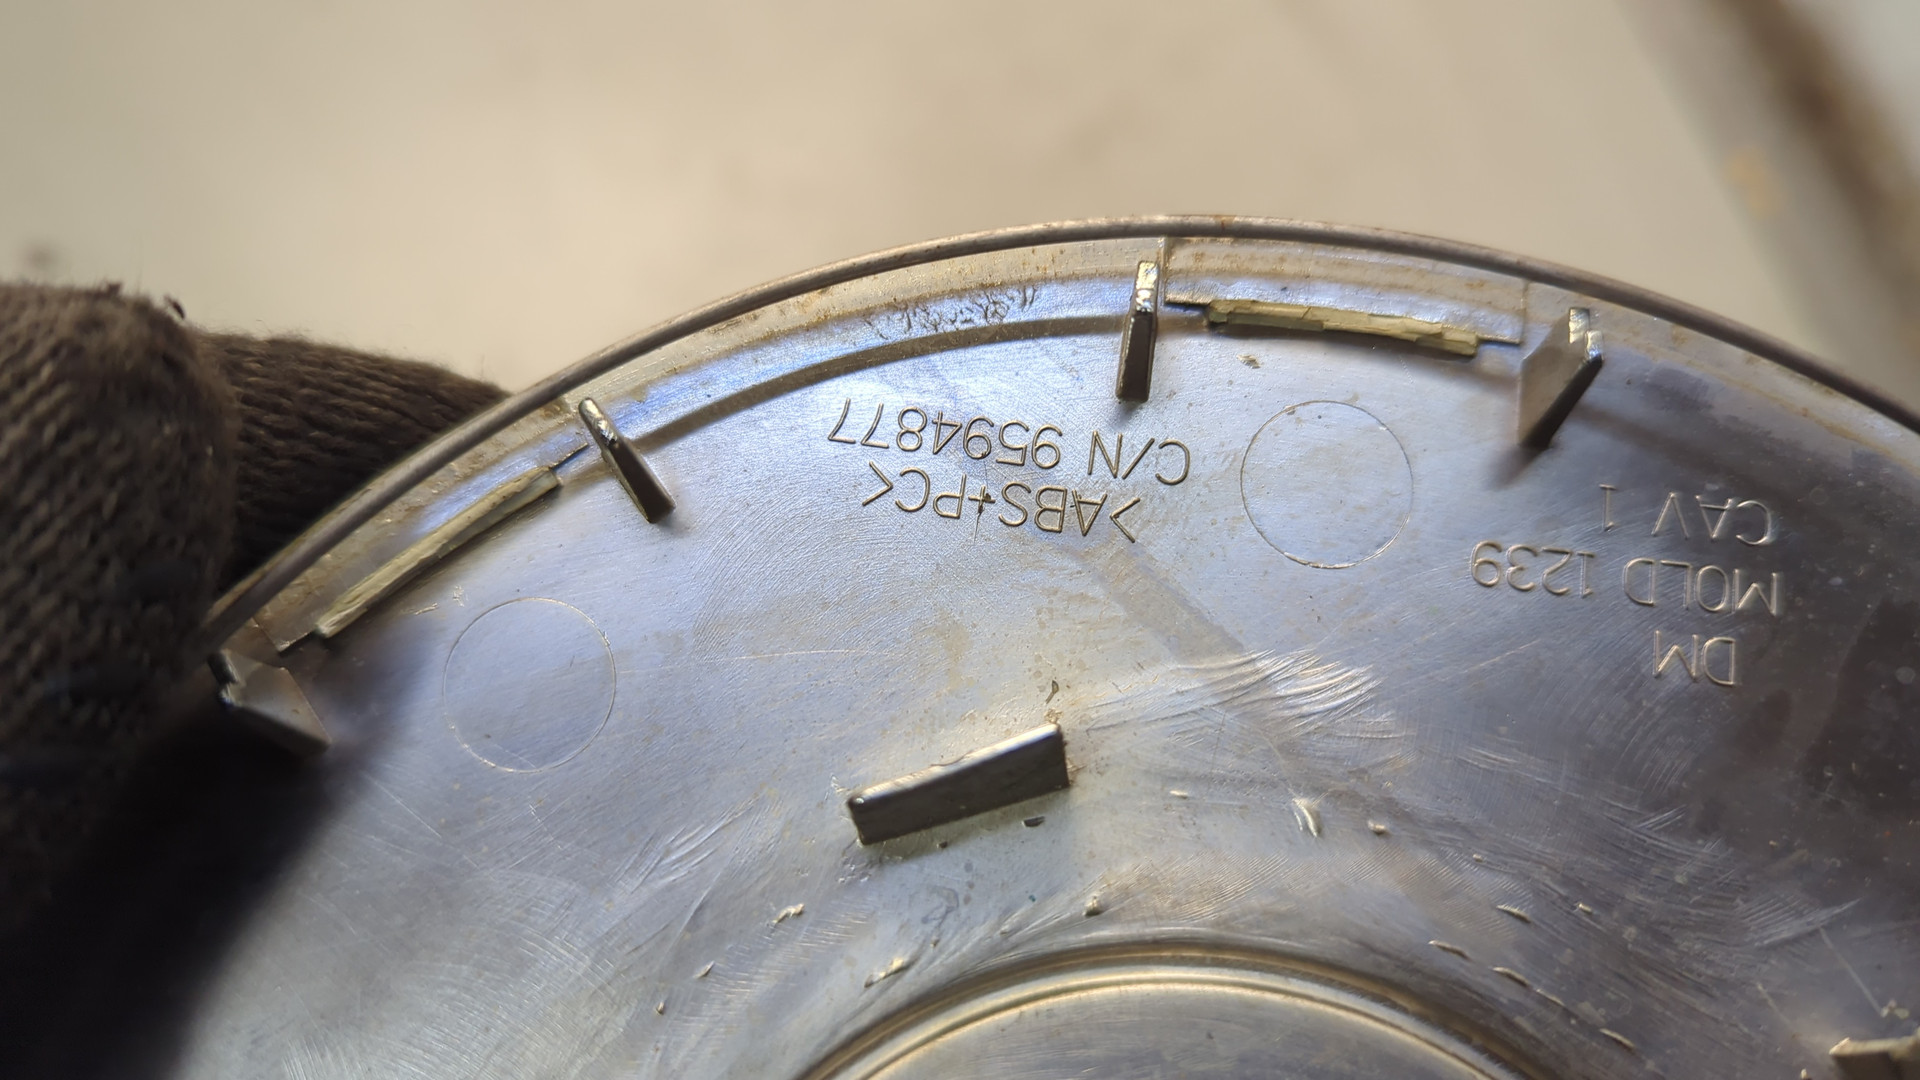 DM
MOLD 1239
CAV 1
>ABS+PC<
C/N 9594877